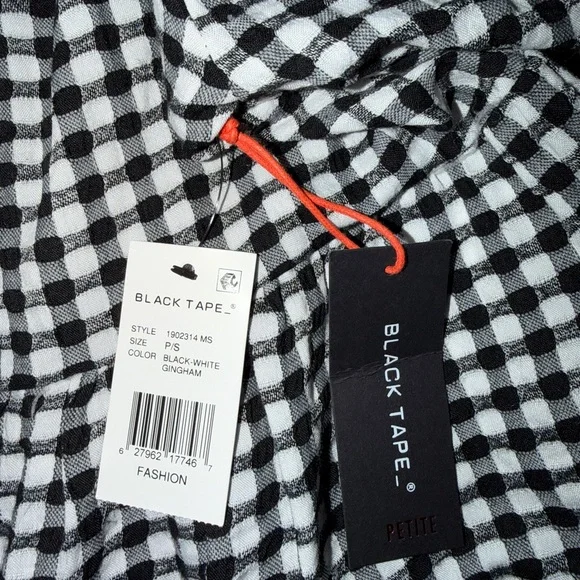 BLACK TAPE_®
STYLE 1902314 MS
SIZE P/S
COLOR BLACK-WHITE
GINGHAM
6 27962 17746 7
FASHION
BLACK TAPE_®
PETITE